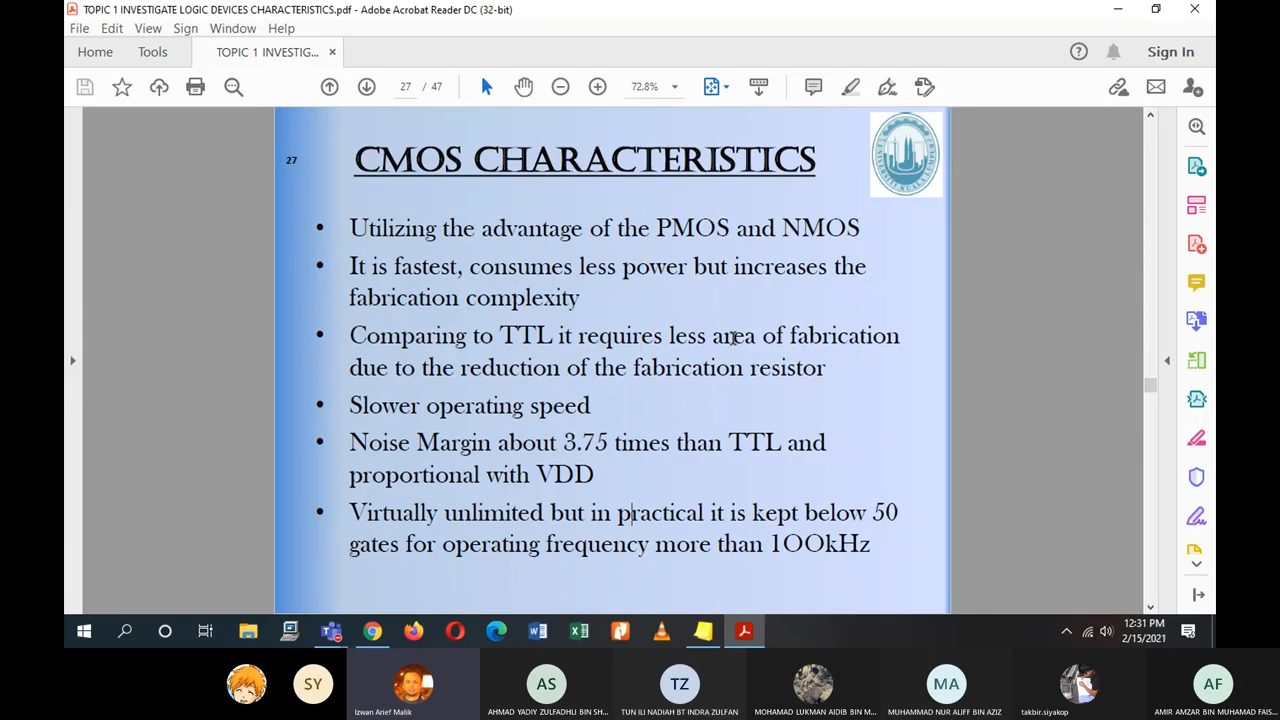 TOPIC 1 INVESTIGATE LOGIC DEVICES CHARACTERISTICS.pdf - Adobe Acrobat Reader DC (32-bit)
File Edit View Sign Window Help
Home Tools TOPIC 1 INVESTIG... × Sign In
27 / 47 72.8%
27
CMOS CHARACTERISTICS
• Utilizing the advantage of the PMOS and NMOS
• It is fastest, consumes less power but increases the
fabrication complexity
• Comparing to TTL it requires less area of fabrication
due to the reduction of the fabrication resistor
• Slower operating speed
• Noise Margin about 3.75 times than TTL and
proportional with VDD
• Virtually unlimited but in practical it is kept below 50
gates for operating frequency more than 1OOkHz
12:31 PM
2/15/2021
SY AS TZ MA AF
Izwan Arief Malik AHMAD YADIY ZULFADHLI BIN SH... TUN ILI NADIAH BT INDRA ZULFAN MOHAMAD LUKMAN AIDIB BIN M... MUHAMMAD NUR ALIFF BIN AZIZ takbir.siyakop AMIR AMZAR BIN MUHAMAD FAIS...